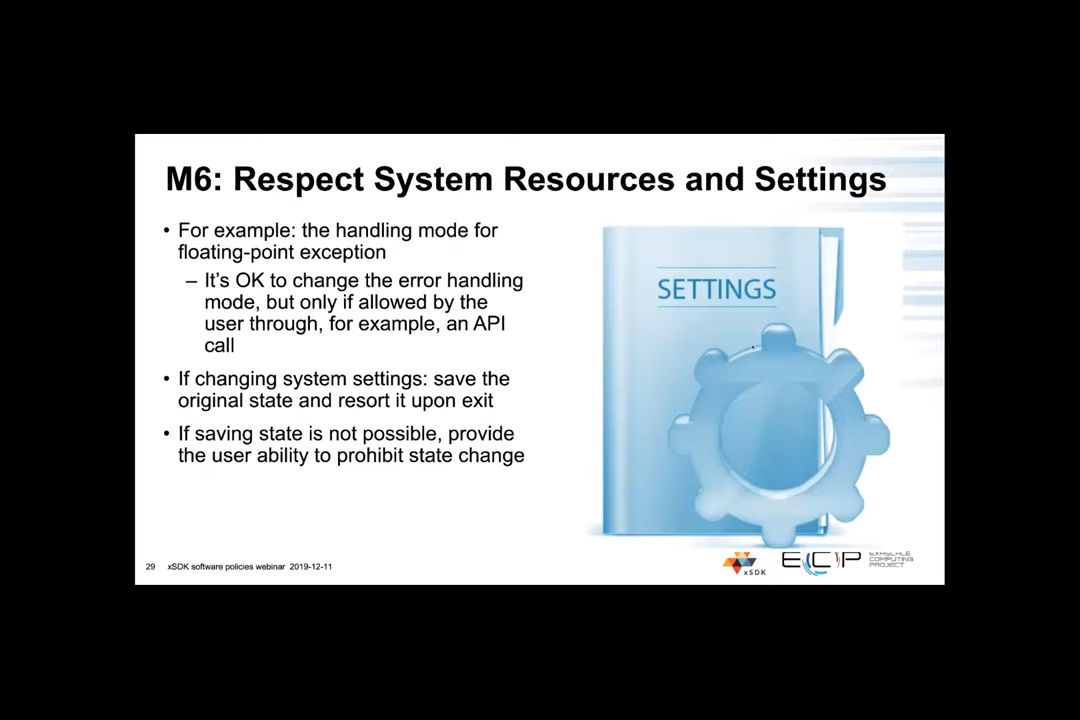 M6: Respect System Resources and Settings
• For example: the handling mode for
floating-point exception
– It's OK to change the error handling
mode, but only if allowed by the
user through, for example, an API
call
• If changing system settings: save the
original state and resort it upon exit
• If saving state is not possible, provide
the user ability to prohibit state change
SETTINGS
29 xSDK software policies webinar 2019-12-11
xSDK
ECP
EXASCALE
COMPUTING
PROJECT